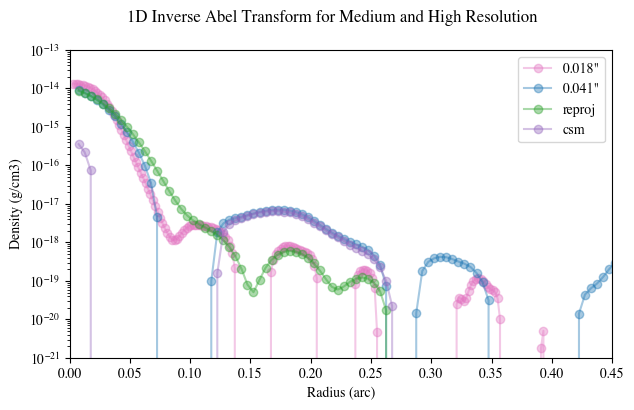 1D Inverse Abel Transform for Medium and High Resolution
10⁻¹³
10⁻¹⁴
10⁻¹⁵
10⁻¹⁶
10⁻¹⁷
10⁻¹⁸
10⁻¹⁹
10⁻²⁰
10⁻²¹
Density (g/cm3)
0.018"
0.041"
reproj
csm
0.00 0.05 0.10 0.15 0.20 0.25 0.30 0.35 0.40 0.45
Radius (arc)